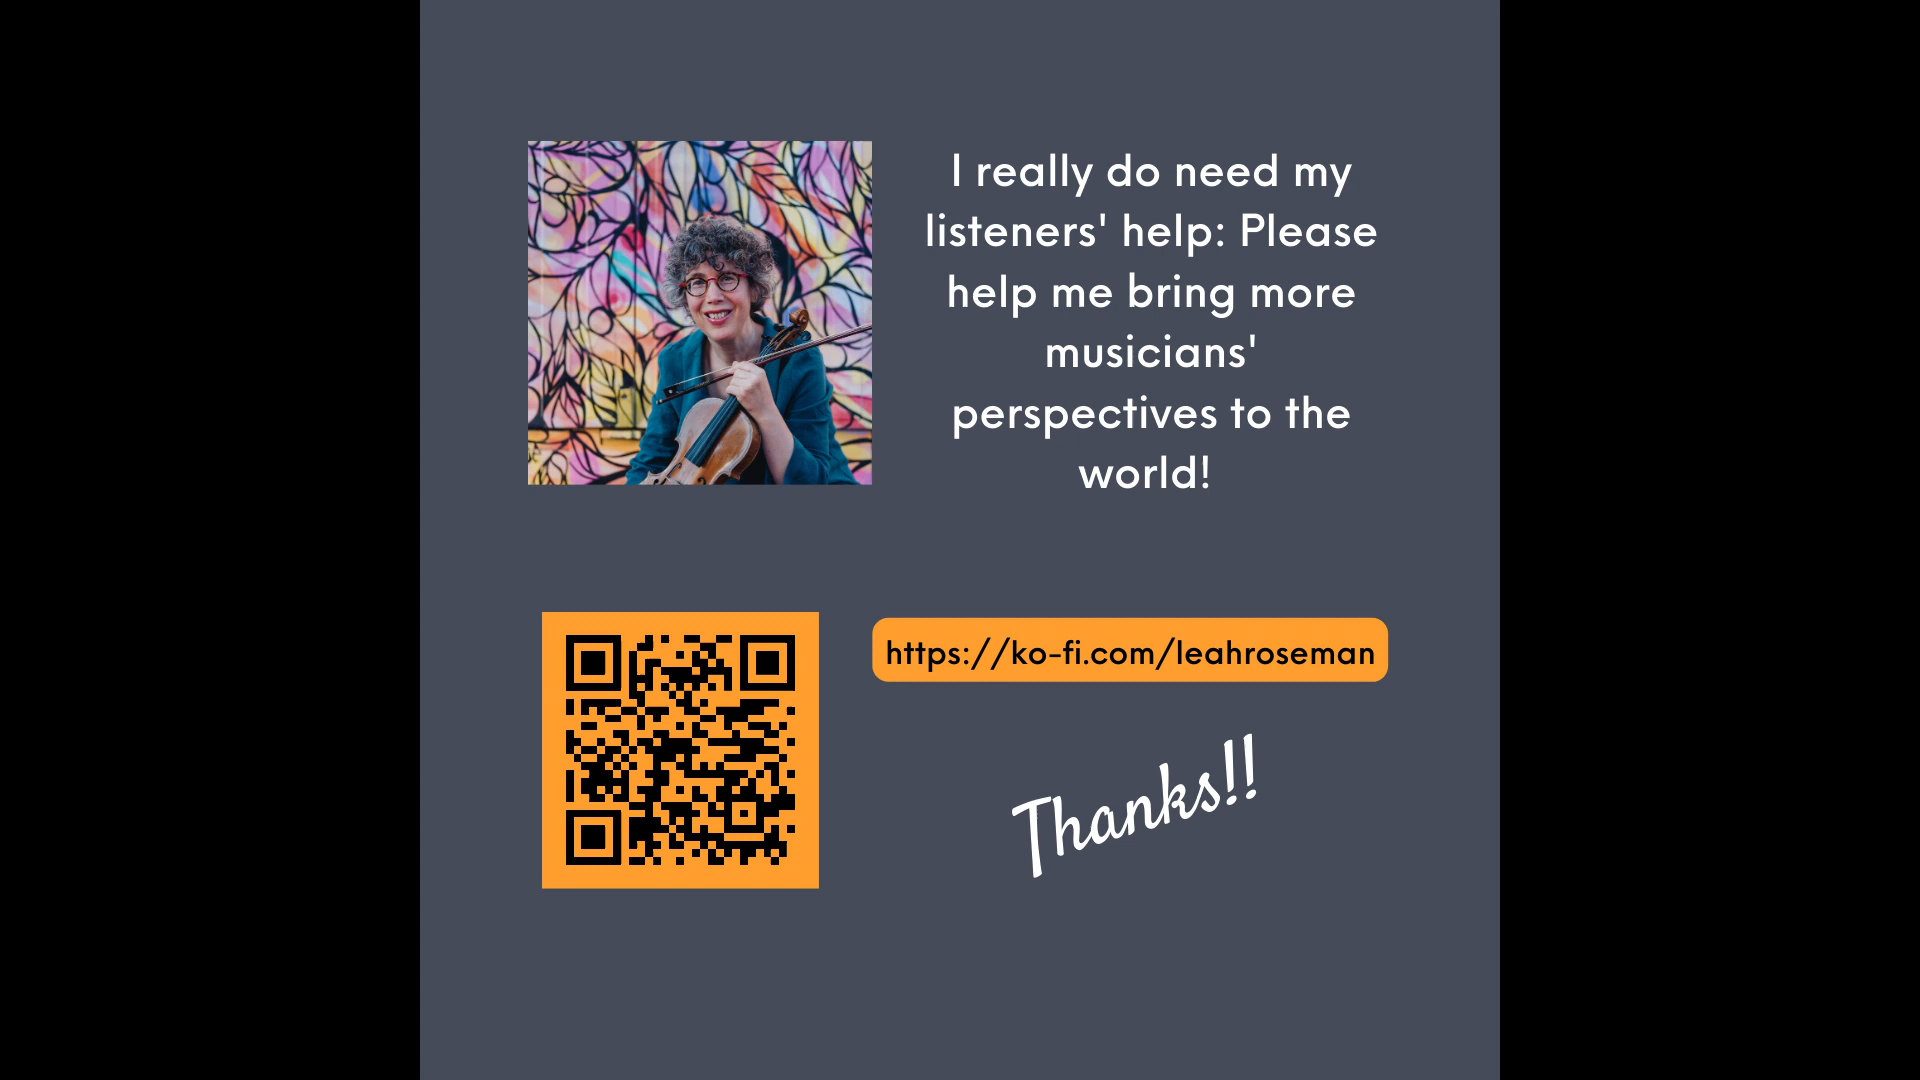 I really do need my
listeners' help: Please
help me bring more
musicians'
perspectives to the
world!
https://ko-fi.com/leahroseman
Thanks!!